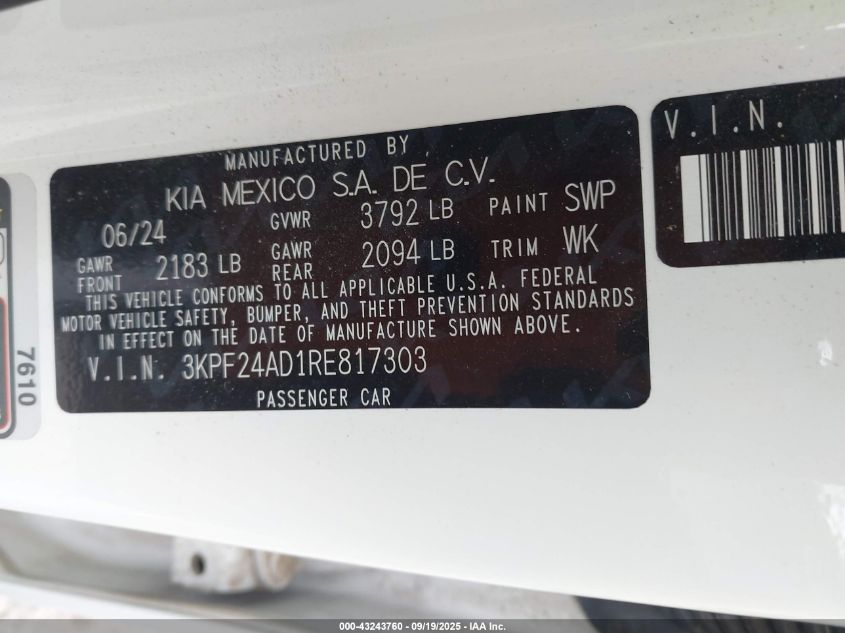 MANUFACTURED BY
KIA MEXICO S.A. DE C.V.
06/24 GVWR 3792 LB PAINT SWP
GAWR FRONT 2183 LB GAWR REAR 2094 LB TRIM WK
THIS VEHICLE CONFORMS TO ALL APPLICABLE U.S.A. FEDERAL
MOTOR VEHICLE SAFETY, BUMPER, AND THEFT PREVENTION STANDARDS
IN EFFECT ON THE DATE OF MANUFACTURE SHOWN ABOVE.
V.I.N. 3KPF24AD1RE817303
PASSENGER CAR
V.I.N.
7610
000-43243760 - 09/19/2025 - IAA Inc.